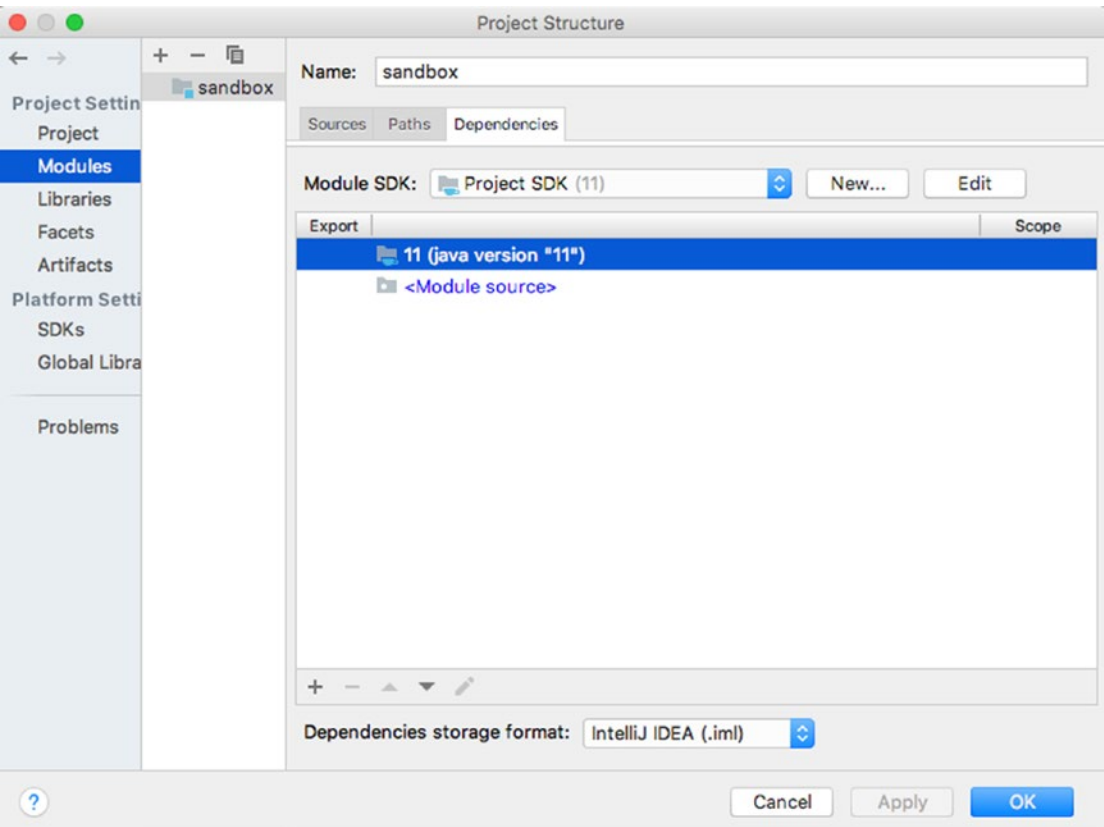 Project Structure
Project Settin
Project
Modules
Libraries
Facets
Artifacts
Platform Setti
SDKs
Global Libra
Problems
sandbox
Name: sandbox
Sources Paths Dependencies
Module SDK: Project SDK (11) New... Edit
Export Scope
11 (java version "11")
<Module source>
Dependencies storage format: IntelliJ IDEA (.iml)
? Cancel Apply OK